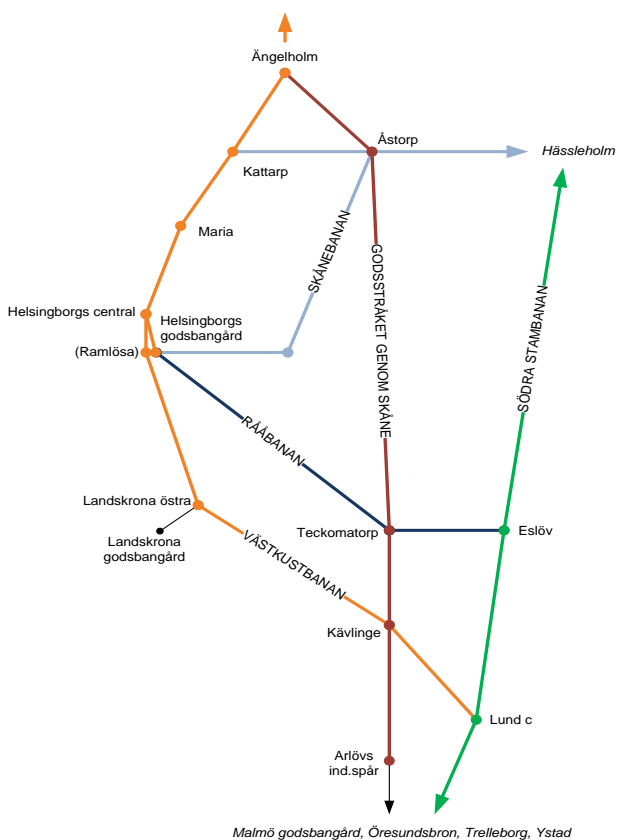 Ängelholm
Åstorp
Hässleholm
Kattarp
Maria
SKÅNEBANAN
GODSSTRÅKET GENOM SKÅNE
SÖDRA STAMBANAN
Helsingborgs central
Helsingborgs
godsbangård
(Ramlösa)
RÅÅBANAN
Landskrona östra
Landskrona
godsbangård
Teckomatorp
Eslöv
VÄSTKUSTBANAN
Kävlinge
Lund c
Arlövs
ind.spår
Malmö godsbangård, Öresundsbron, Trelleborg, Ystad